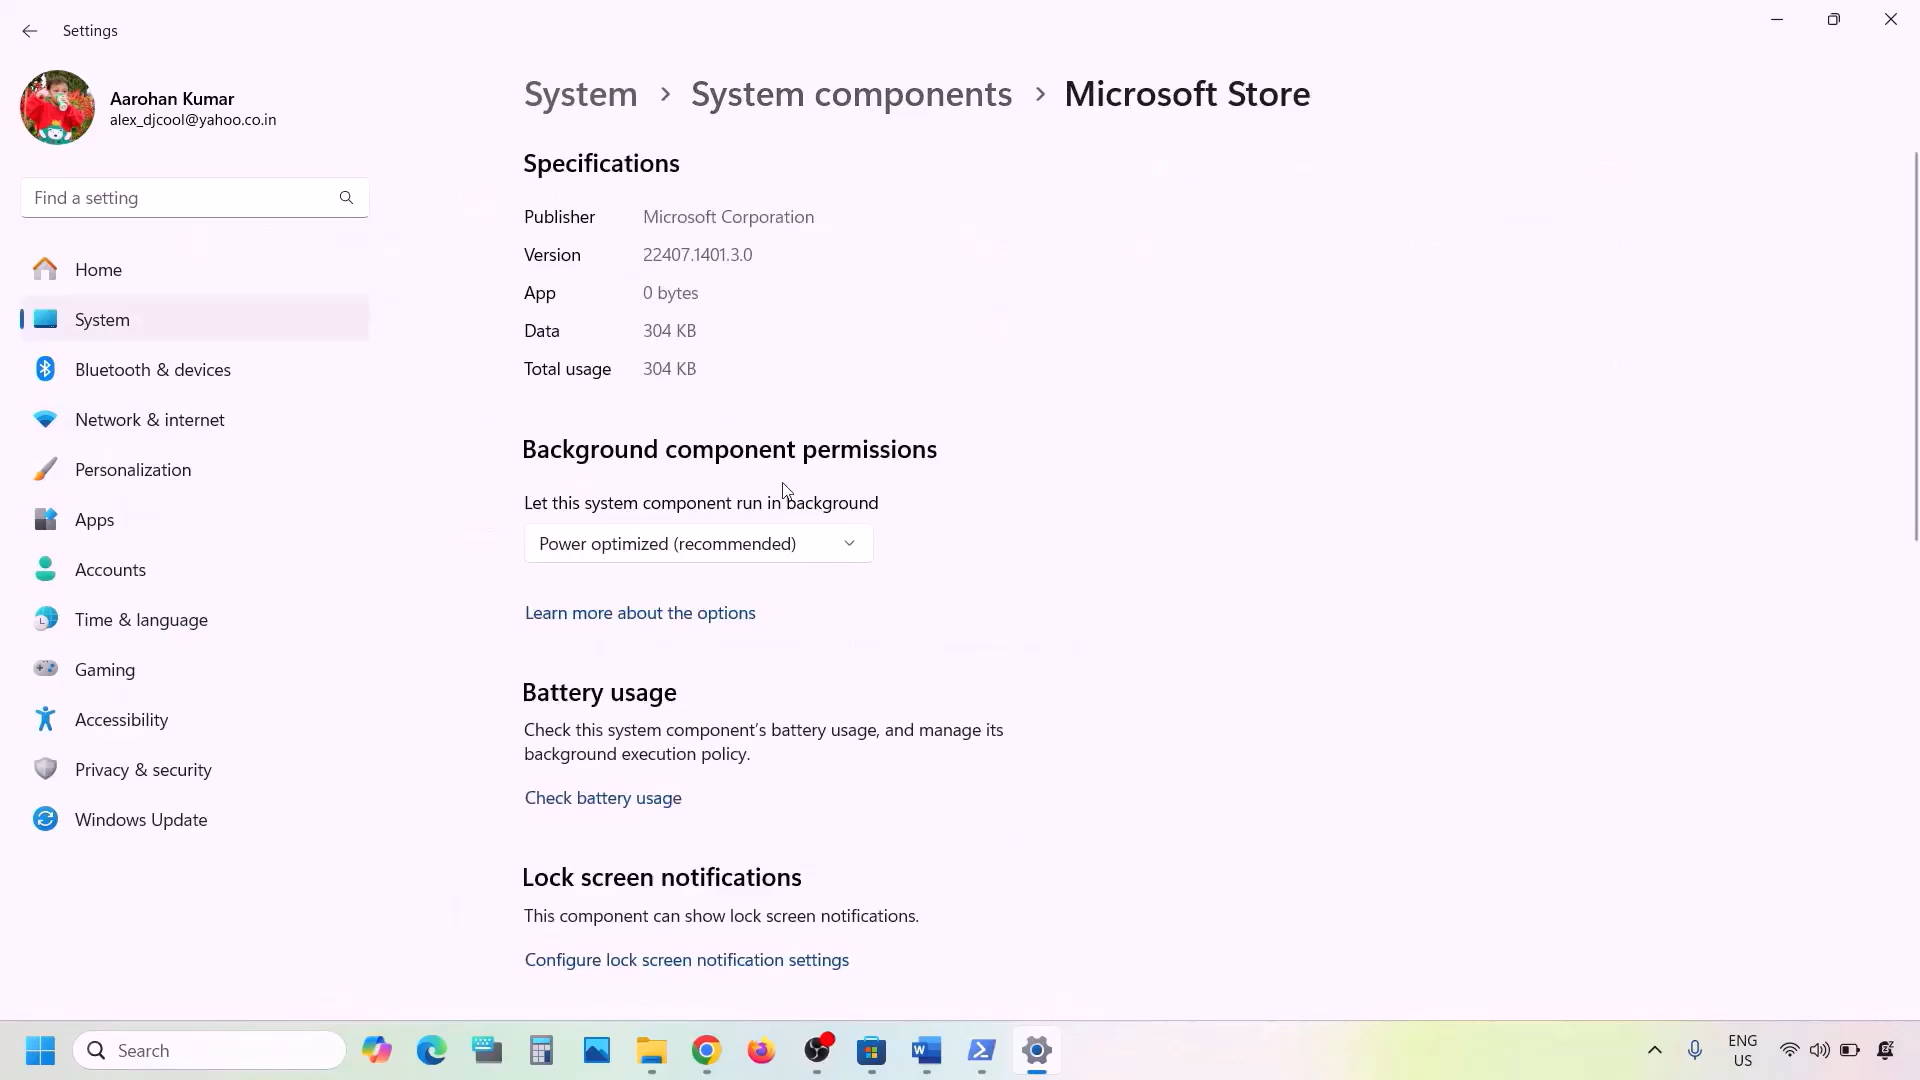 Settings
Aarohan Kumar
alex_djcool@yahoo.co.in
Find a setting
Home
System
Bluetooth & devices
Network & internet
Personalization
Apps
Accounts
Time & language
Gaming
Accessibility
Privacy & security
Windows Update
System > System components > Microsoft Store
Specifications
Publisher Microsoft Corporation
Version 22407.1401.3.0
App 0 bytes
Data 304 KB
Total usage 304 KB
Background component permissions
Let this system component run in background
Power optimized (recommended)
Learn more about the options
Battery usage
Check this system component's battery usage, and manage its
background execution policy.
Check battery usage
Lock screen notifications
This component can show lock screen notifications.
Configure lock screen notification settings
Search
ENG
US